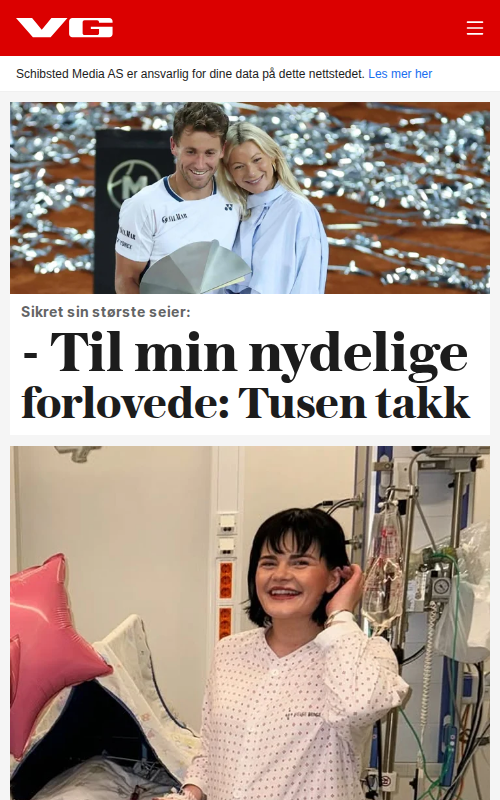 VG
Schibsted Media AS er ansvarlig for dine data på dette nettstedet. Les mer her
M
Sikret sin største seier:
- Til min nydelige
forlovede: Tusen takk